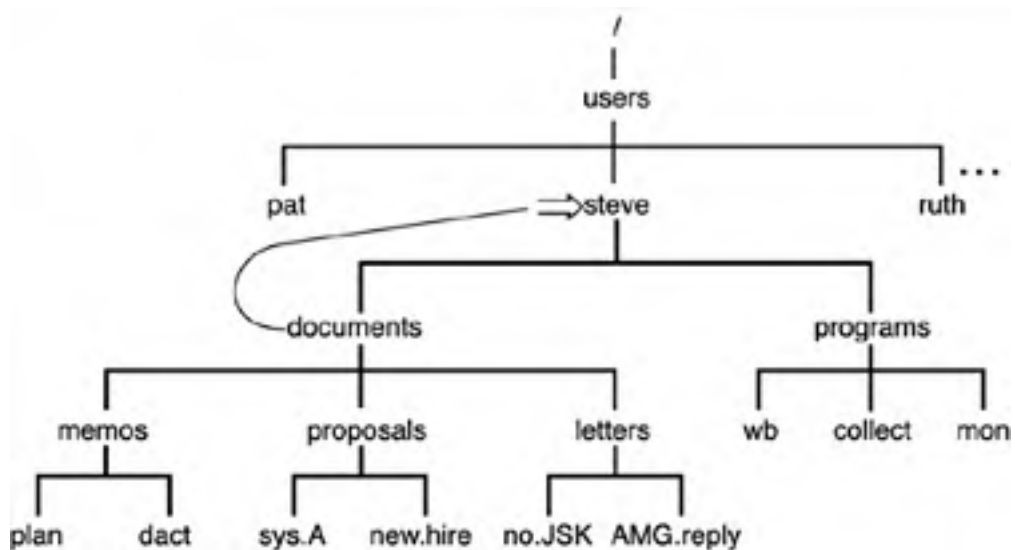 /
users
pat steve ruth ...
documents programs
memos proposals letters wb collect mon
plan dact sys.A new.hire no.JSK AMG.reply